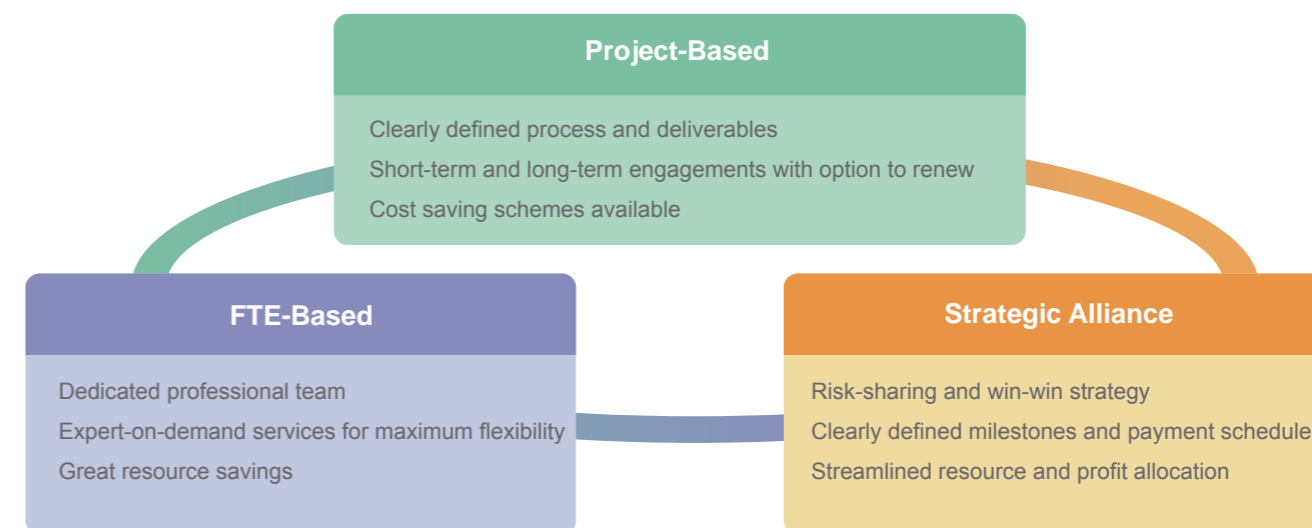 Project-Based
Clearly defined process and deliverables
Short-term and long-term engagements with option to renew
Cost saving schemes available
FTE-Based
Dedicated professional team
Expert-on-demand services for maximum flexibility
Great resource savings
Strategic Alliance
Risk-sharing and win-win strategy
Clearly defined milestones and payment schedule
Streamlined resource and profit allocation